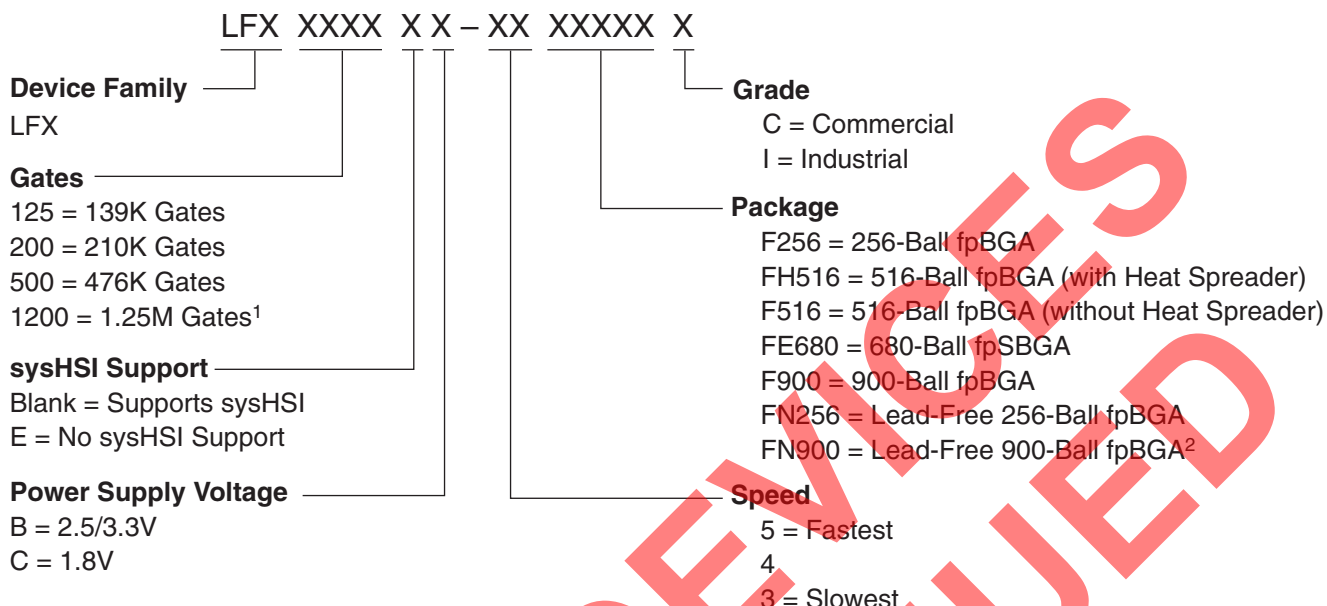 LFX XXXX X X – XX XXXXX X
Device Family
LFX
Gates
125 = 139K Gates
200 = 210K Gates
500 = 476K Gates
1200 = 1.25M Gates1
sysHSI Support
Blank = Supports sysHSI
E = No sysHSI Support
Power Supply Voltage
B = 2.5/3.3V
C = 1.8V
Grade
C = Commercial
I = Industrial
Package
F256 = 256-Ball fpBGA
FH516 = 516-Ball fpBGA (with Heat Spreader)
F516 = 516-Ball fpBGA (without Heat Spreader)
FE680 = 680-Ball fpSBGA
F900 = 900-Ball fpBGA
FN256 = Lead-Free 256-Ball fpBGA
FN900 = Lead-Free 900-Ball fpBGA2
Speed
5 = Fastest
4
3 = Slowest